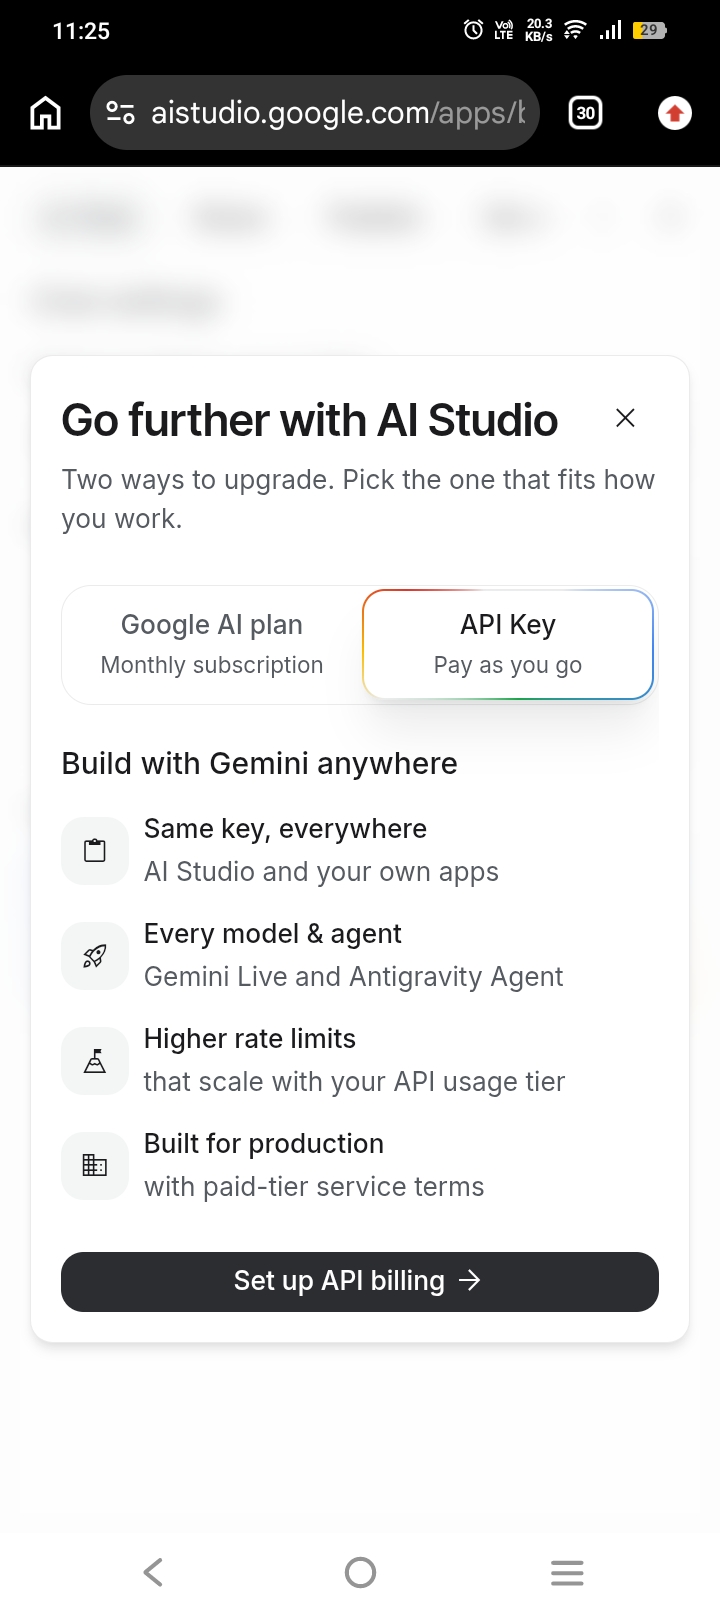 11:25
Vo)
LTE
20.3
KB/s
29
aistudio.google.com/apps/b
30
Go further with AI Studio
Two ways to upgrade. Pick the one that fits how
you work.
Google AI plan
Monthly subscription
API Key
Pay as you go
Build with Gemini anywhere
Same key, everywhere
AI Studio and your own apps
Every model & agent
Gemini Live and Antigravity Agent
Higher rate limits
that scale with your API usage tier
Built for production
with paid-tier service terms
Set up API billing →